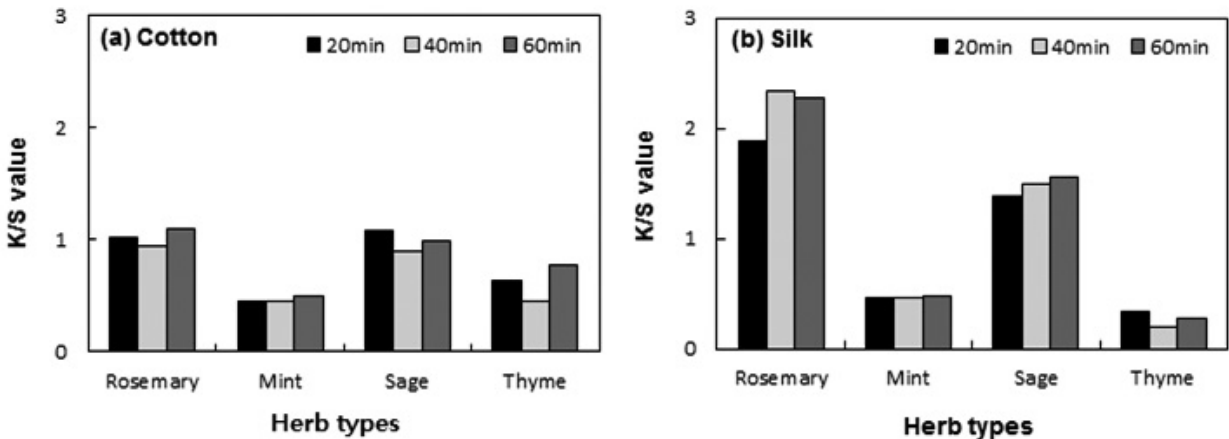 (a) Cotton
20min 40min 60min
3
2
1
0
K/S value
Rosemary Mint Sage Thyme
Herb types
(b) Silk
20min 40min 60min
3
2
1
0
K/S value
Rosemary Mint Sage Thyme
Herb types